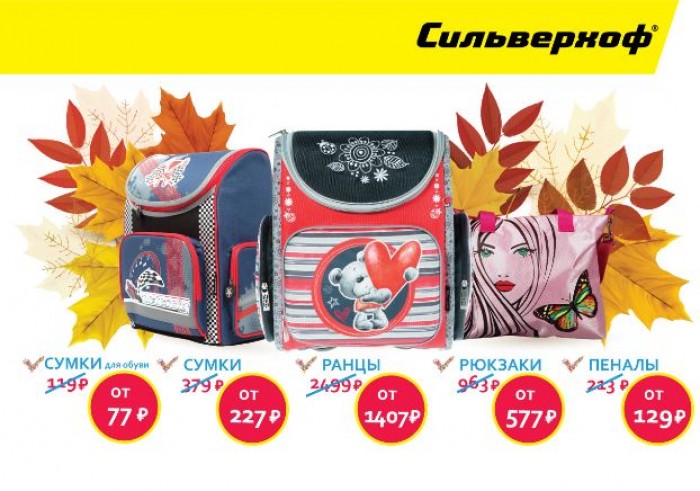 Сильверхоф®
СУМКИ для обуви
119₽
от
77₽
СУМКИ
379₽
от
227₽
РАНЦЫ
2499₽
от
1407₽
РЮКЗАКИ
963₽
от
577₽
ПЕНАЛЫ
213₽
от
129₽